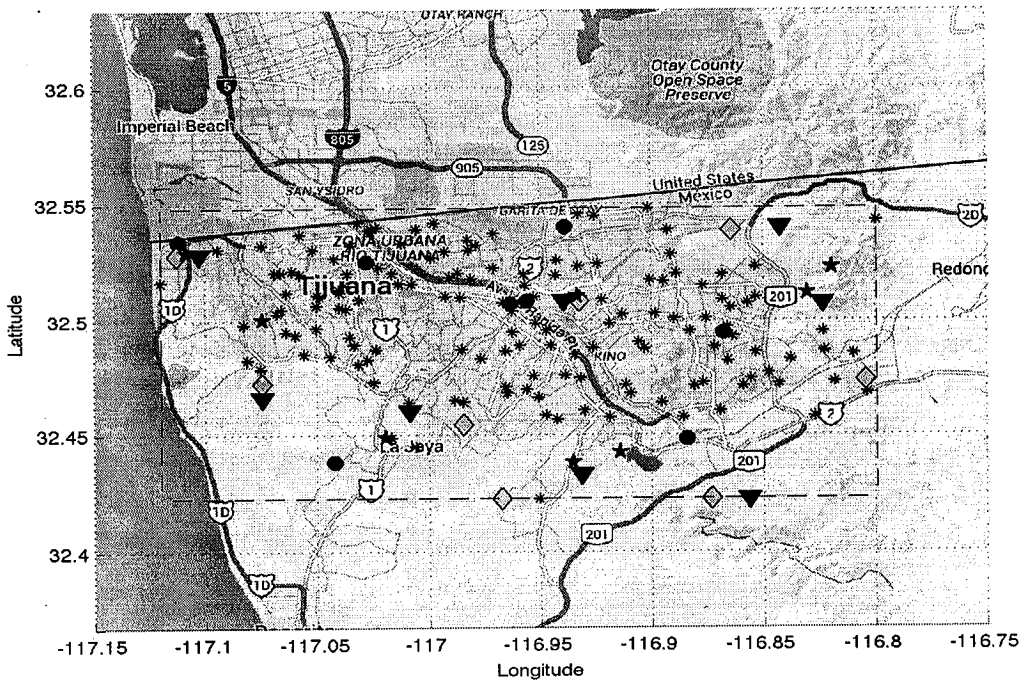 OTAY RANCH
32.6
5
Otay County
Open Space
Preserve
Imperial Beach
805
125
905
SAN YSIDRO
United States
México
32.55
GARITA DE OTAY
2D
ZONA URBANA
RIO TIJUANA
2
Redond
Tijuana
201
1D
1
32.5
KINO
Latitude
32.45
La Joya
2
201
1
1D
201
32.4
1D
-117.15
-117.1
-117.05
-117
-116.95
-116.9
-116.85
-116.8
-116.75
Longitude